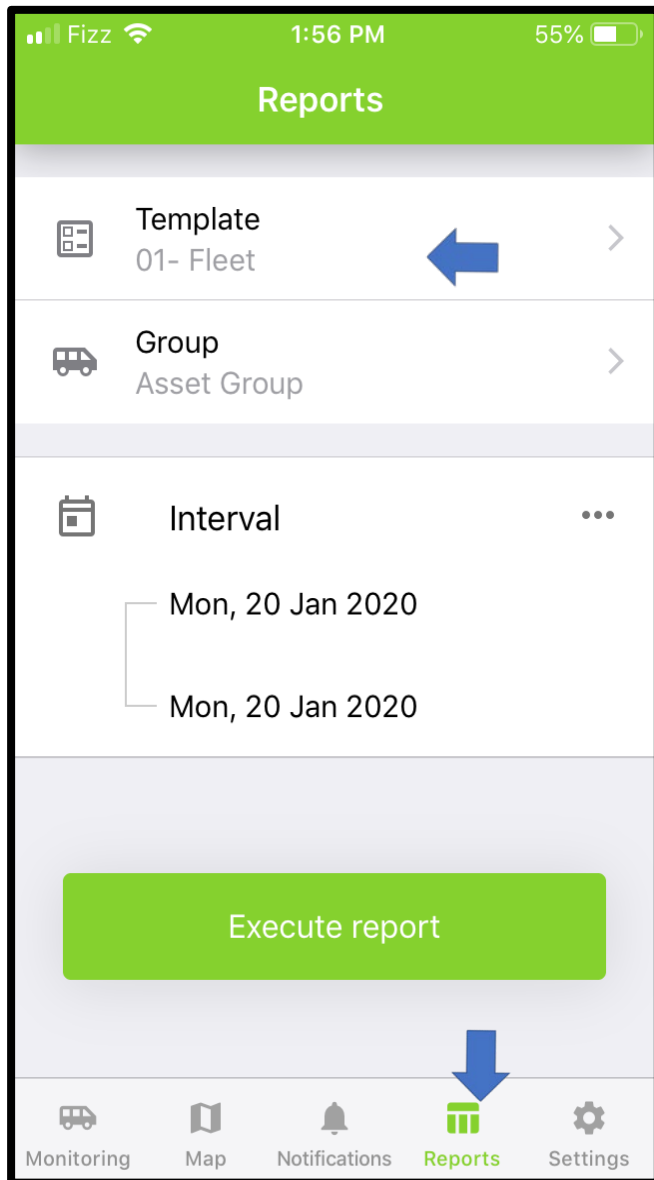 Fizz 1:56 PM 55%
Reports
Template
01- Fleet
Group
Asset Group
Interval
Mon, 20 Jan 2020
Mon, 20 Jan 2020
Execute report
Monitoring Map Notifications Reports Settings